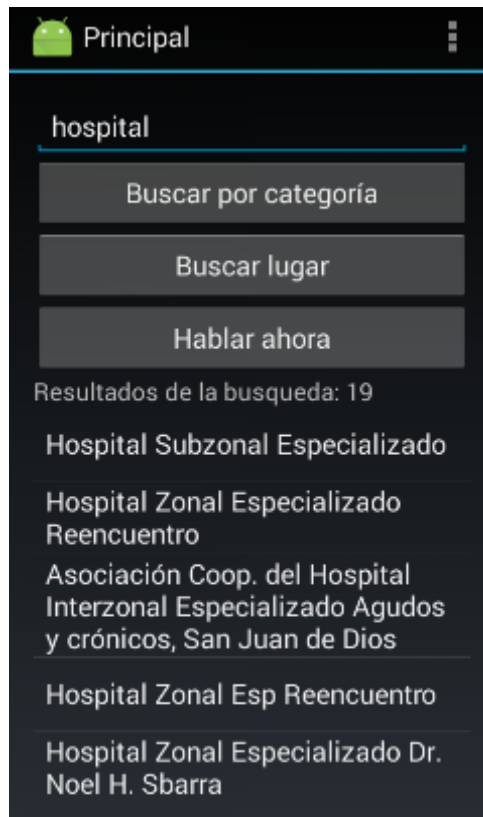 Principal
hospital
Buscar por categoría
Buscar lugar
Hablar ahora
Resultados de la busqueda: 19
Hospital Subzonal Especializado
Hospital Zonal Especializado
Reencuentro
Asociación Coop. del Hospital
Interzonal Especializado Agudos
y crónicos, San Juan de Dios
Hospital Zonal Esp Reencuentro
Hospital Zonal Especializado Dr.
Noel H. Sbarra